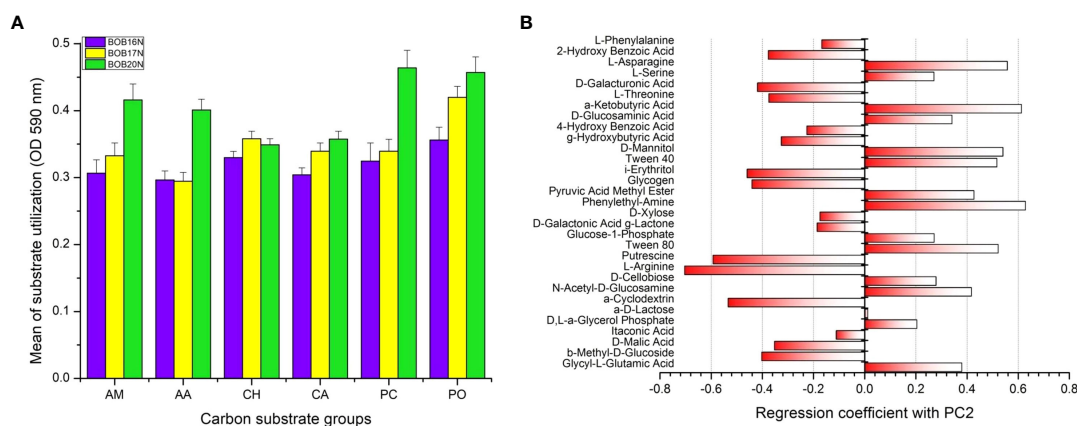 A
BOB16N
BOB17N
BOB20N
0.5
0.4
0.3
0.2
0.1
0.0
Mean of substrate utilization (OD 590 nm)
AM AA CH CA PC PO
Carbon substrate groups
B
L-Phenylalanine
2-Hydroxy Benzoic Acid
L-Asparagine
L-Serine
D-Galacturonic Acid
L-Threonine
a-Ketobutyric Acid
D-Glucosaminic Acid
4-Hydroxy Benzoic Acid
g-Hydroxybutyric Acid
D-Mannitol
Tween 40
i-Erythritol
Glycogen
Pyruvic Acid Methyl Ester
Phenylethyl-Amine
D-Xylose
D-Galactonic Acid g-Lactone
Glucose-1-Phosphate
Tween 80
Putrescine
L-Arginine
D-Cellobiose
N-Acetyl-D-Glucosamine
a-Cyclodextrin
a-D-Lactose
D,L-a-Glycerol Phosphate
Itaconic Acid
D-Malic Acid
b-Methyl-D-Glucoside
Glycyl-L-Glutamic Acid
-0.8 -0.6 -0.4 -0.2 0.0 0.2 0.4 0.6 0.8
Regression coefficient with PC2